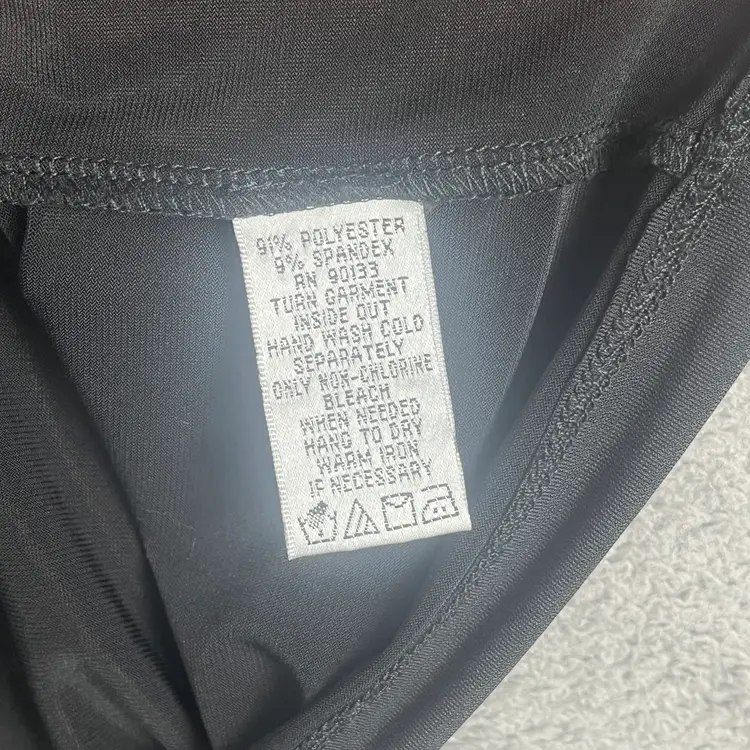 91% POLYESTER
9% SPANDEX
RN 90133
TURN GARMENT
INSIDE OUT
HAND WASH COLD
SEPARATELY
ONLY NON-CHLORINE
BLEACH
WHEN NEEDED
HANG TO DRY
WARM IRON
IF NECESSARY